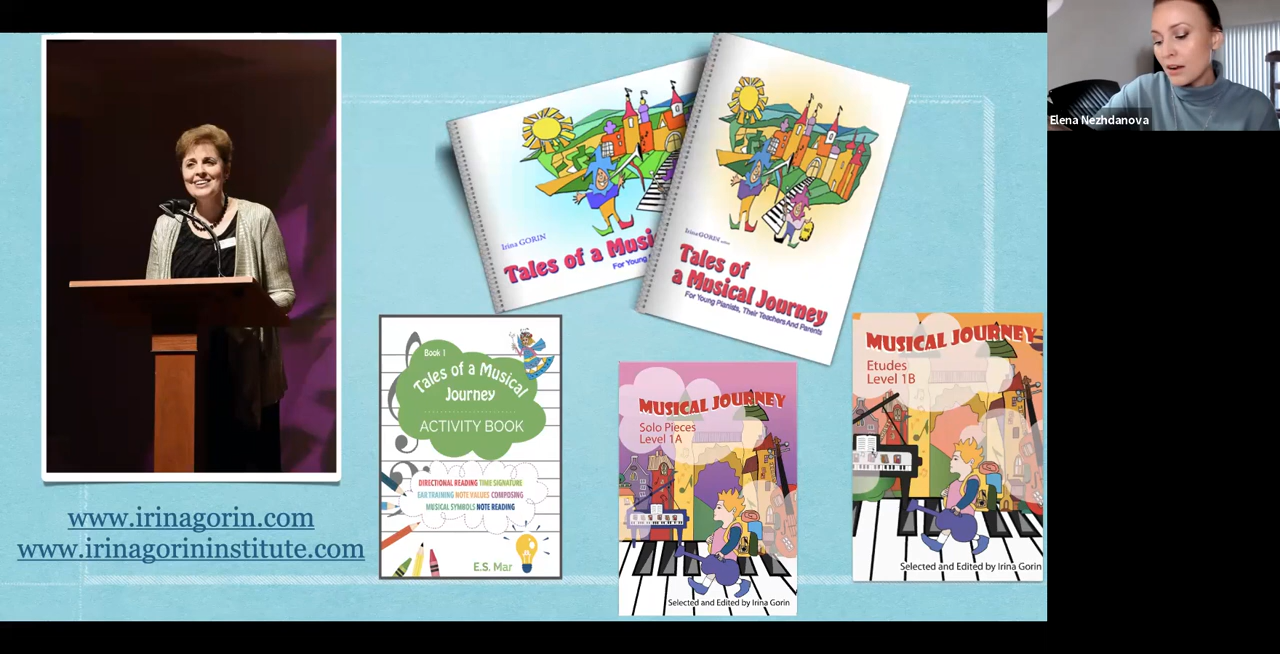 Elena Nezhdanova
Irina GORIN
Tales of a Musi
For Young
Irina GORIN
Tales of
a Musical Journey
For Young Pianists, Their Teachers And Parents
Book 1
Tales of a Musical
Journey
ACTIVITY BOOK
DIRECTIONAL READING TIME SIGNATURE
EAR TRAINING NOTE VALUES COMPOSING
MUSICAL SYMBOLS NOTE READING
E.S. Mar
MUSICAL JOURNEY
Solo Pieces
Level 1A
Selected and Edited by Irina Gorin
MUSICAL JOURNEY
Etudes
Level 1B
Selected and Edited by Irina Gorin
www.irinagorin.com
www.irinagorininstitute.com